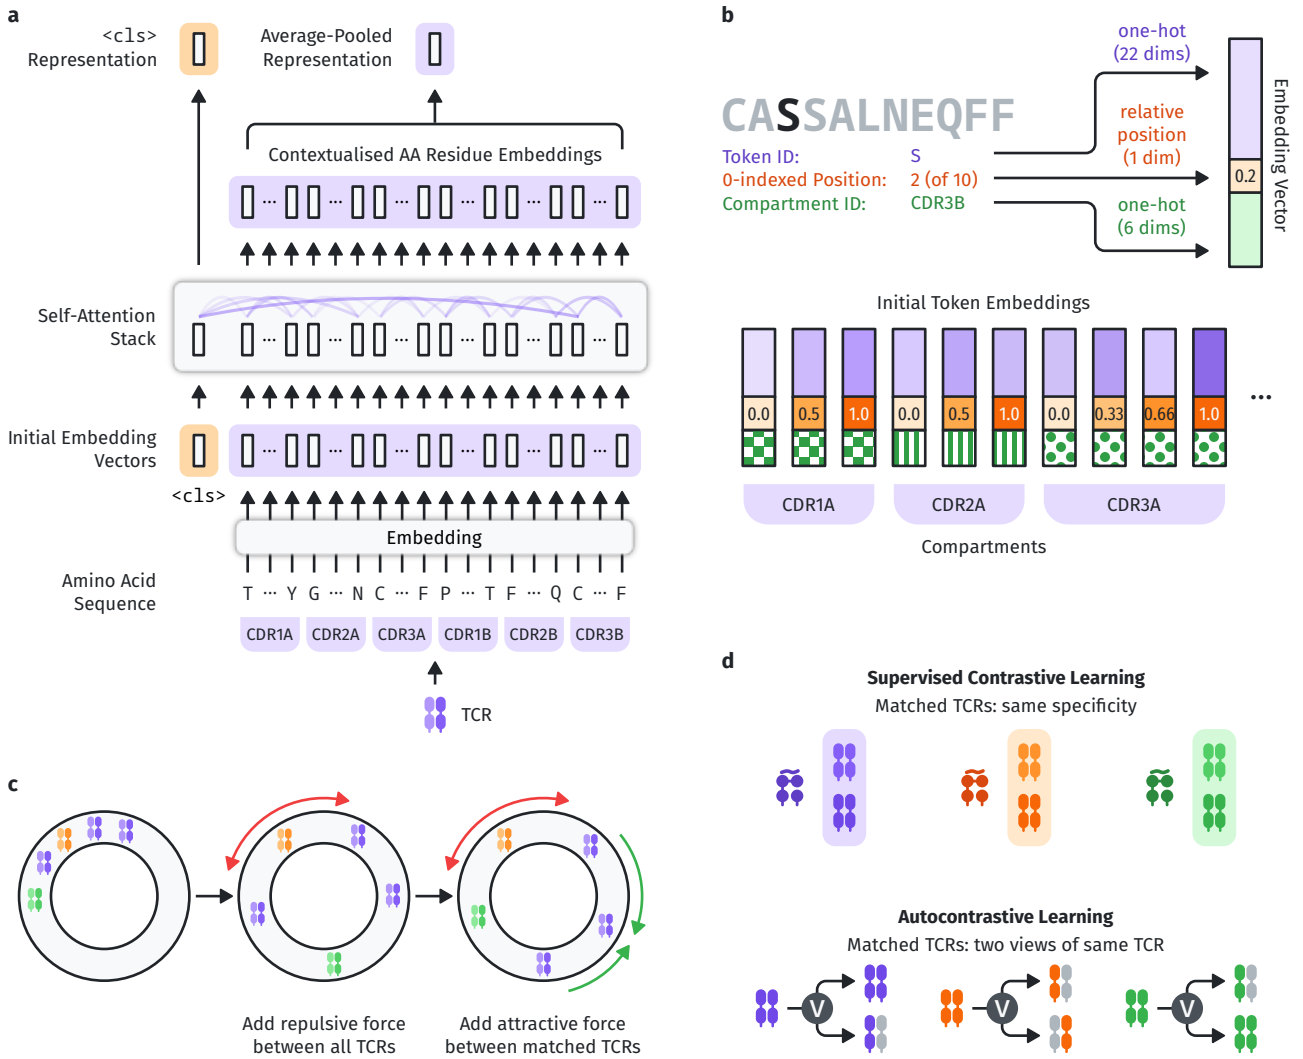 a
<cls>
Representation
Average-Pooled
Representation
Contextualised AA Residue Embeddings
... ... ... ... ... ...
Self-Attention
Stack
... ... ... ... ... ...
Initial Embedding
Vectors
... ... ... ... ... ...
<cls>
Embedding
Amino Acid
Sequence
T ... Y G ... N C ... F P ... T F ... Q C ... F
CDR1A CDR2A CDR3A CDR1B CDR2B CDR3B
TCR
b
CASSALNEQFF
Token ID: S
0-indexed Position: 2 (of 10)
Compartment ID: CDR3B
one-hot
(22 dims)
relative
position
(1 dim)
one-hot
(6 dims)
0.2
Embedding Vector
Initial Token Embeddings
0.0 0.5 1.0 0.0 0.5 1.0 0.0 0.33 0.66 1.0
...
CDR1A CDR2A CDR3A
Compartments
c
Add repulsive force
between all TCRs
Add attractive force
between matched TCRs
d
Supervised Contrastive Learning
Matched TCRs: same specificity
Autocontrastive Learning
Matched TCRs: two views of same TCR
V V V